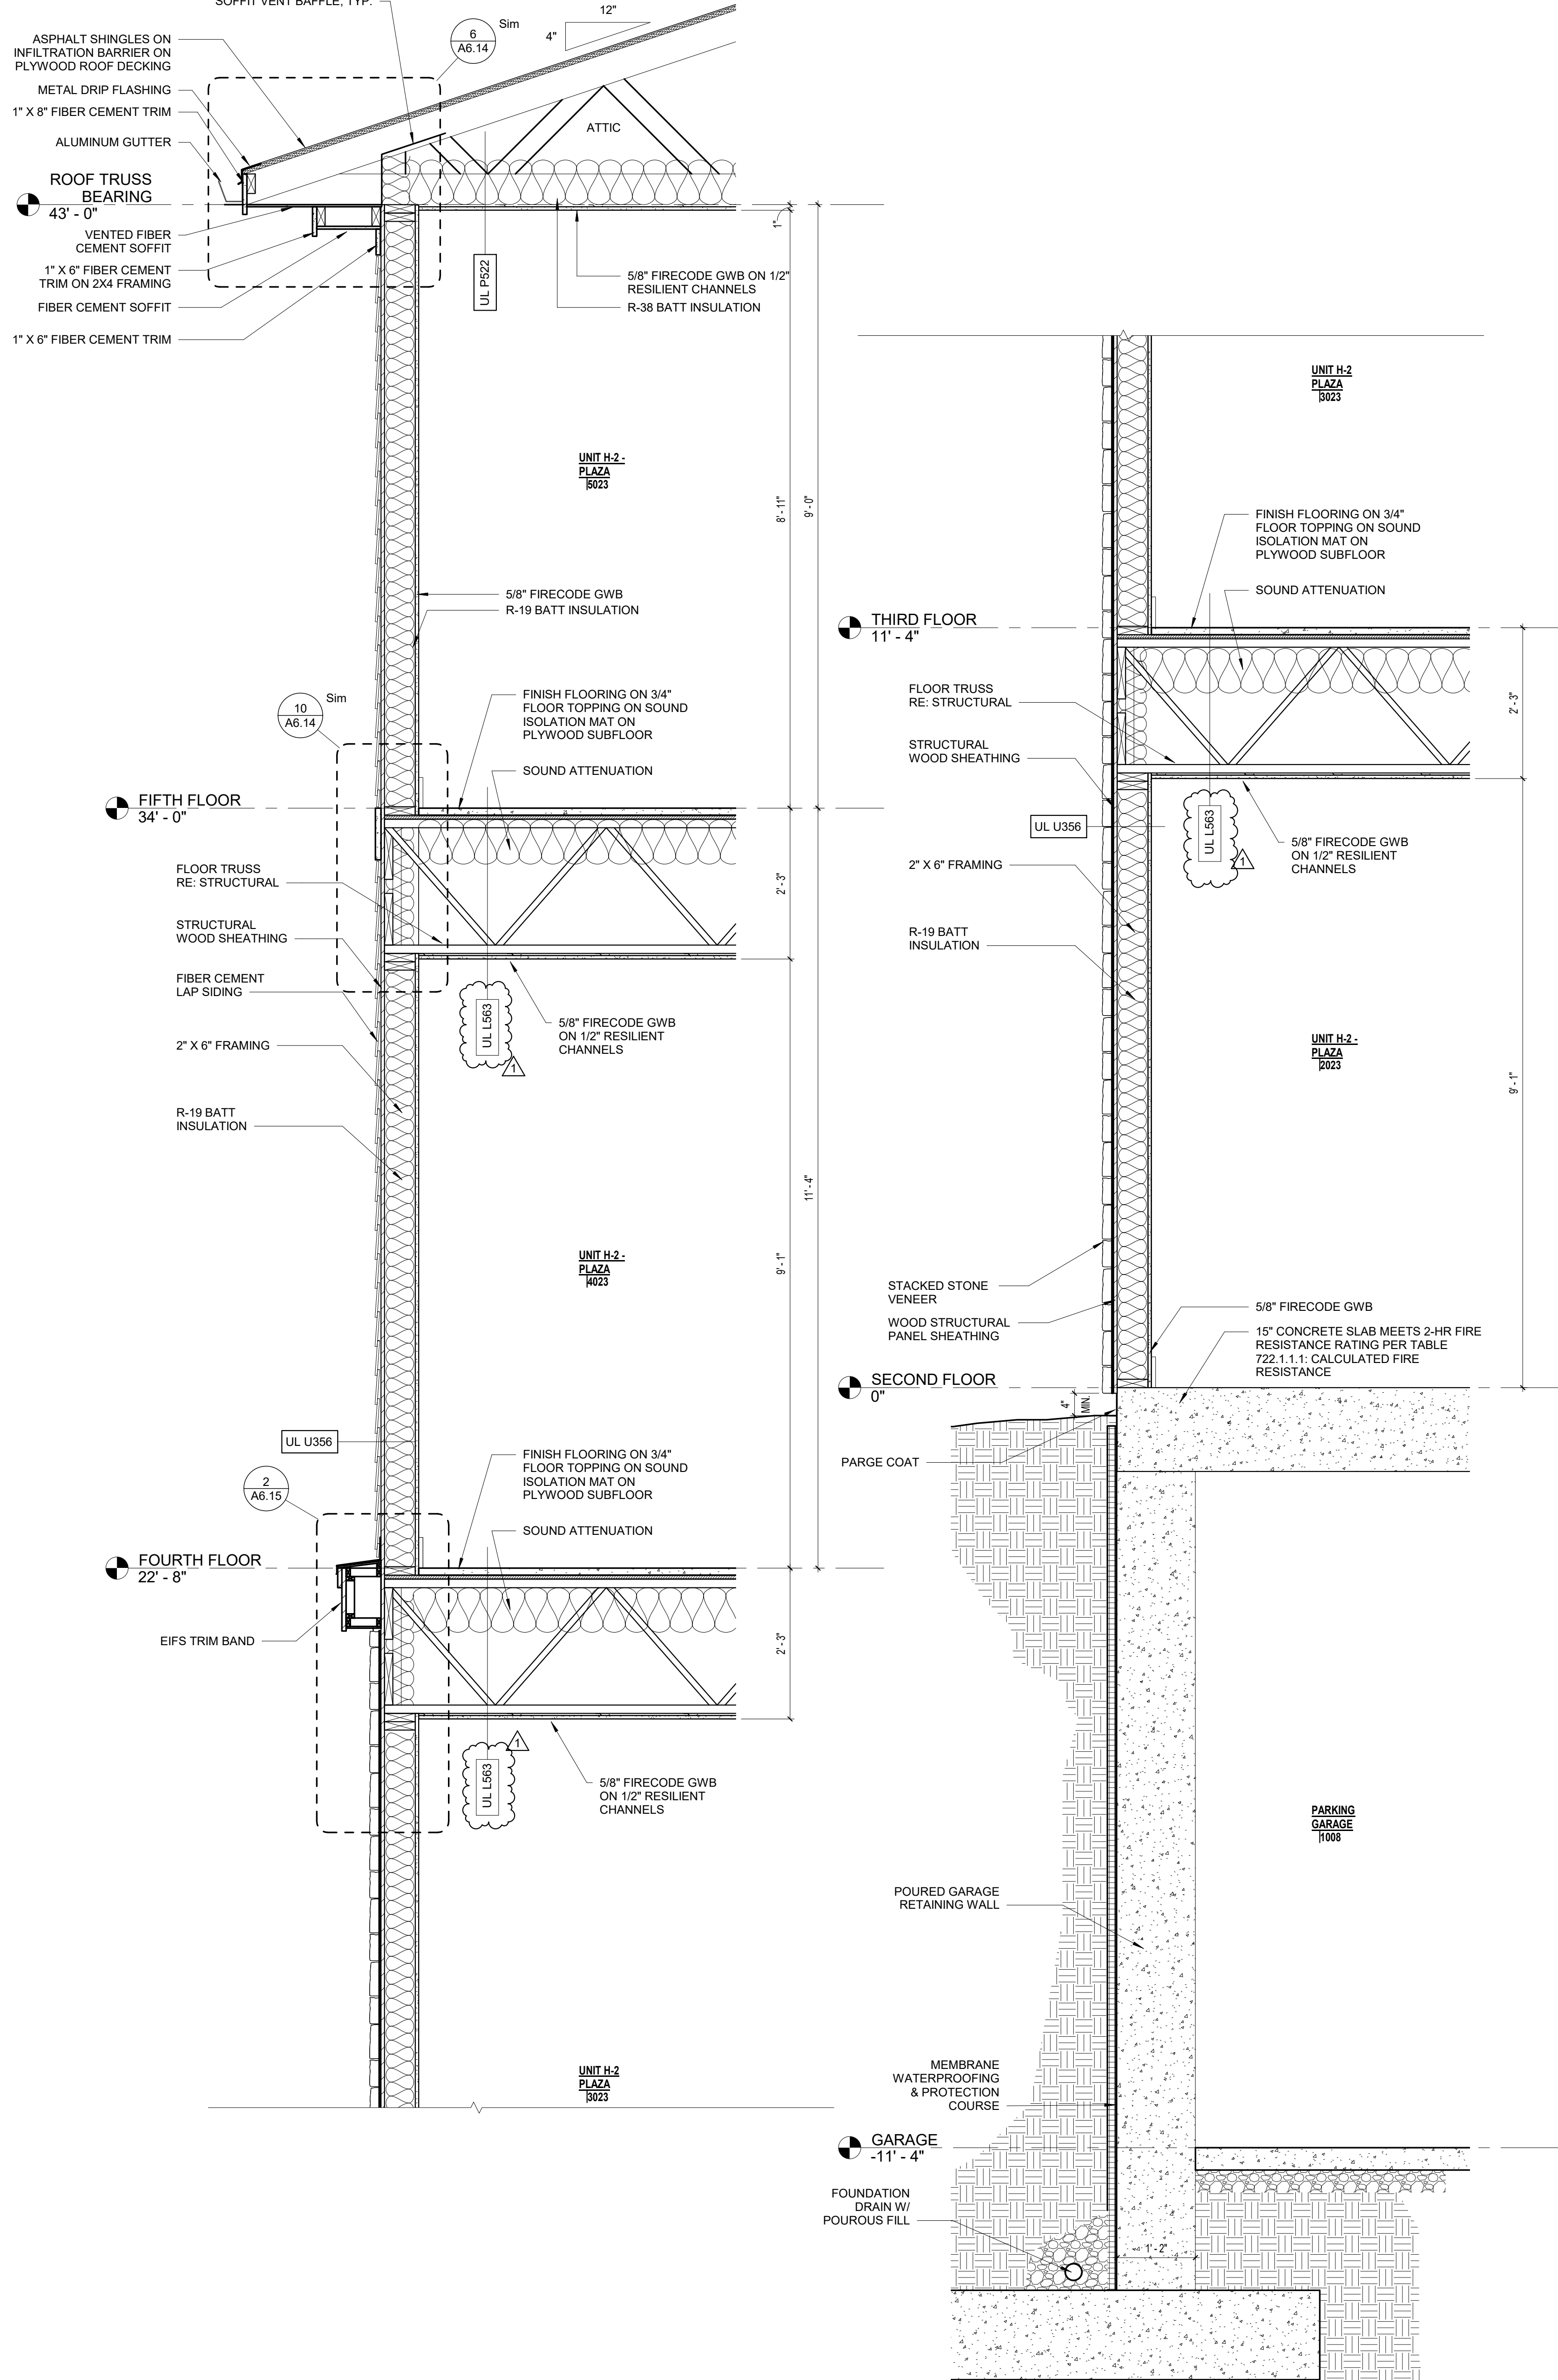 SOFFIT VENT BAFFLE, TYP.
6
A6.14
Sim
12"
4"
ASPHALT SHINGLES ON
INFILTRATION BARRIER ON
PLYWOOD ROOF DECKING
METAL DRIP FLASHING
1" X 8" FIBER CEMENT TRIM
ALUMINUM GUTTER
ATTIC
ROOF TRUSS
BEARING
43' - 0"
VENTED FIBER
CEMENT SOFFIT
1" X 6" FIBER CEMENT
TRIM ON 2X4 FRAMING
FIBER CEMENT SOFFIT
1" X 6" FIBER CEMENT TRIM
UL P522
5/8" FIRECODE GWB ON 1/2"
RESILIENT CHANNELS
R-38 BATT INSULATION
1"
UNIT H-2 -
PLAZA
5023
8' - 11"
9' - 0"
5/8" FIRECODE GWB
R-19 BATT INSULATION
10
A6.14
Sim
FINISH FLOORING ON 3/4"
FLOOR TOPPING ON SOUND
ISOLATION MAT ON
PLYWOOD SUBFLOOR
SOUND ATTENUATION
FIFTH FLOOR
34' - 0"
FLOOR TRUSS
RE: STRUCTURAL
2' - 3"
STRUCTURAL
WOOD SHEATHING
FIBER CEMENT
LAP SIDING
UL L563
1
5/8" FIRECODE GWB
ON 1/2" RESILIENT
CHANNELS
2" X 6" FRAMING
R-19 BATT
INSULATION
11' - 4"
UNIT H-2 -
PLAZA
4023
9' - 1"
UL U356
2
A6.15
FINISH FLOORING ON 3/4"
FLOOR TOPPING ON SOUND
ISOLATION MAT ON
PLYWOOD SUBFLOOR
SOUND ATTENUATION
FOURTH FLOOR
22' - 8"
EIFS TRIM BAND
2' - 3"
UL L563
1
5/8" FIRECODE GWB
ON 1/2" RESILIENT
CHANNELS
UNIT H-2
PLAZA
3023
UNIT H-2
PLAZA
3023
FINISH FLOORING ON 3/4"
FLOOR TOPPING ON SOUND
ISOLATION MAT ON
PLYWOOD SUBFLOOR
SOUND ATTENUATION
THIRD FLOOR
11' - 4"
FLOOR TRUSS
RE: STRUCTURAL
2' - 3"
STRUCTURAL
WOOD SHEATHING
UL U356
UL L563
1
5/8" FIRECODE GWB
ON 1/2" RESILIENT
CHANNELS
2" X 6" FRAMING
R-19 BATT
INSULATION
UNIT H-2 -
PLAZA
2023
9' - 1"
STACKED STONE
VENEER
WOOD STRUCTURAL
PANEL SHEATHING
5/8" FIRECODE GWB
15" CONCRETE SLAB MEETS 2-HR FIRE
RESISTANCE RATING PER TABLE
722.1.1.1: CALCULATED FIRE
RESISTANCE
SECOND FLOOR
0"
4"
MIN.
PARGE COAT
PARKING
GARAGE
1008
POURED GARAGE
RETAINING WALL
MEMBRANE
WATERPROOFING
& PROTECTION
COURSE
GARAGE
-11' - 4"
FOUNDATION
DRAIN W/
POUROUS FILL
1' - 2"